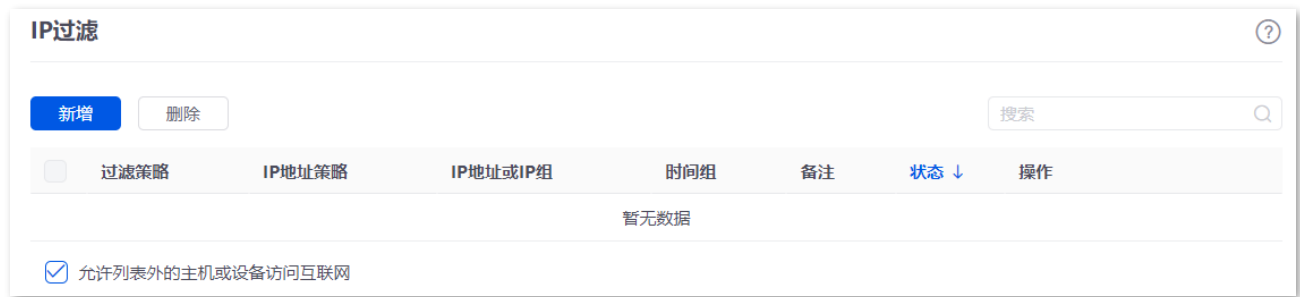 IP过滤
?
新增 删除 搜索
过滤策略 IP地址策略 IP地址或IP组 时间组 备注 状态 ↓ 操作
暂无数据
允许列表外的主机或设备访问互联网